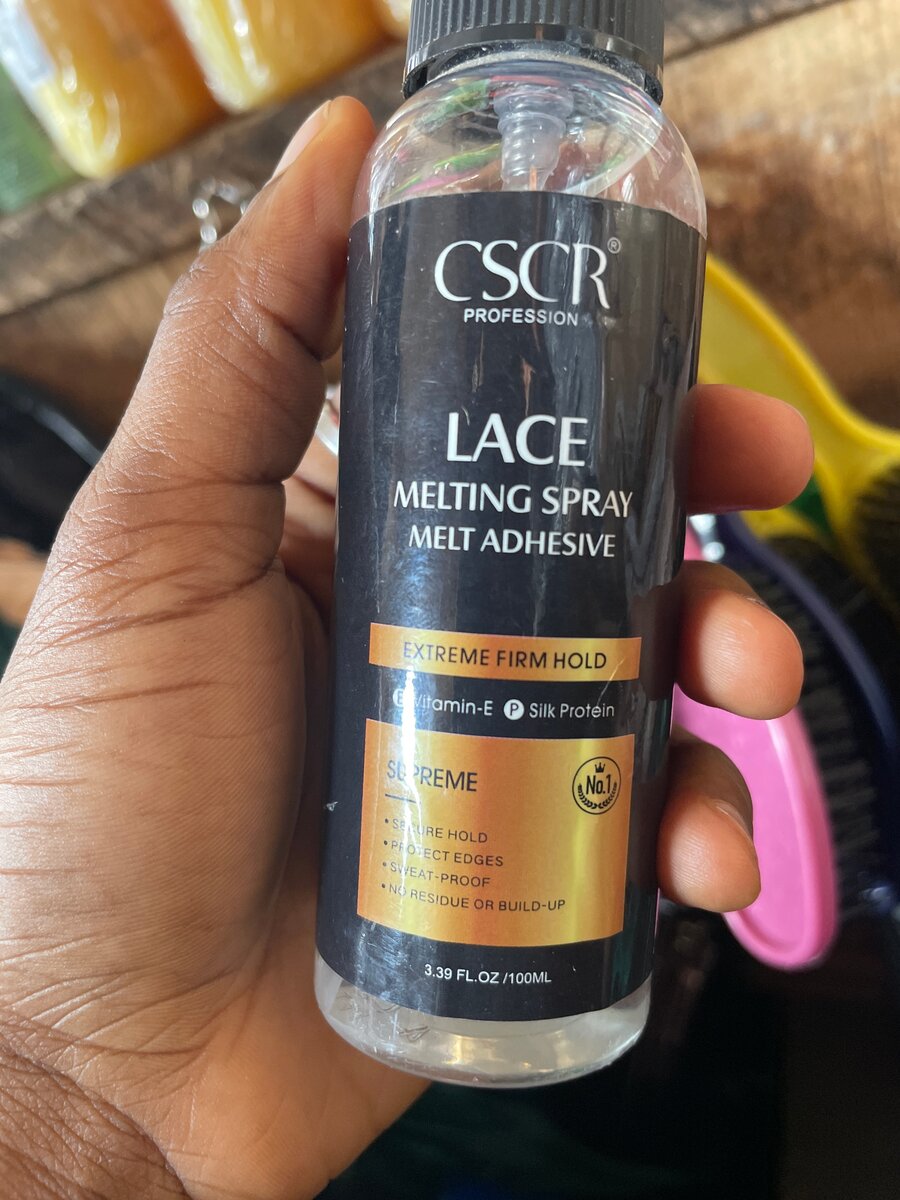 CSCR®
PROFESSION
LACE
MELTING SPRAY
MELT ADHESIVE
EXTREME FIRM HOLD
E Vitamin-E P Silk Protein
SUPREME
No.1
• SECURE HOLD
• PROTECT EDGES
• SWEAT-PROOF
• NO RESIDUE OR BUILD-UP
3.39 FL.OZ /100ML